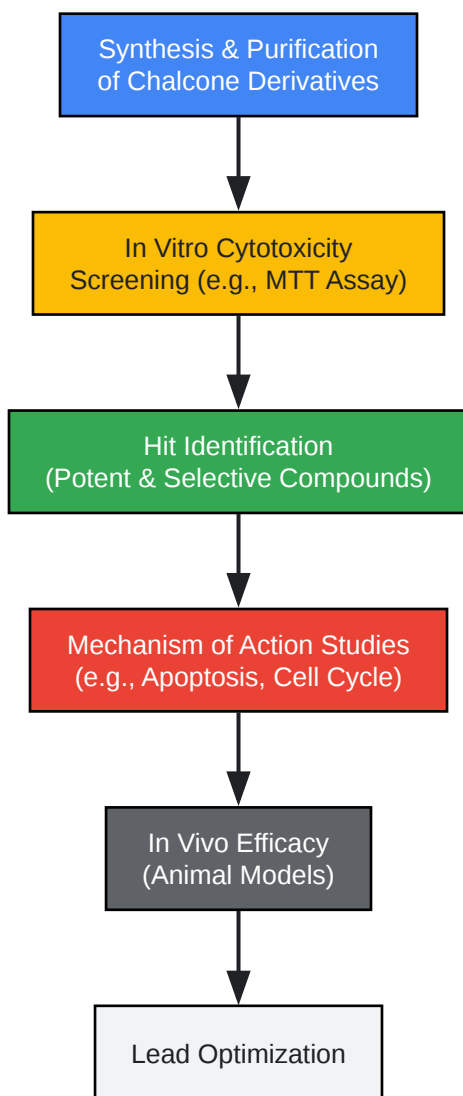 Synthesis & Purification
of Chalcone Derivatives
In Vitro Cytotoxicity
Screening (e.g., MTT Assay)
Hit Identification
(Potent & Selective Compounds)
Mechanism of Action Studies
(e.g., Apoptosis, Cell Cycle)
In Vivo Efficacy
(Animal Models)
Lead Optimization